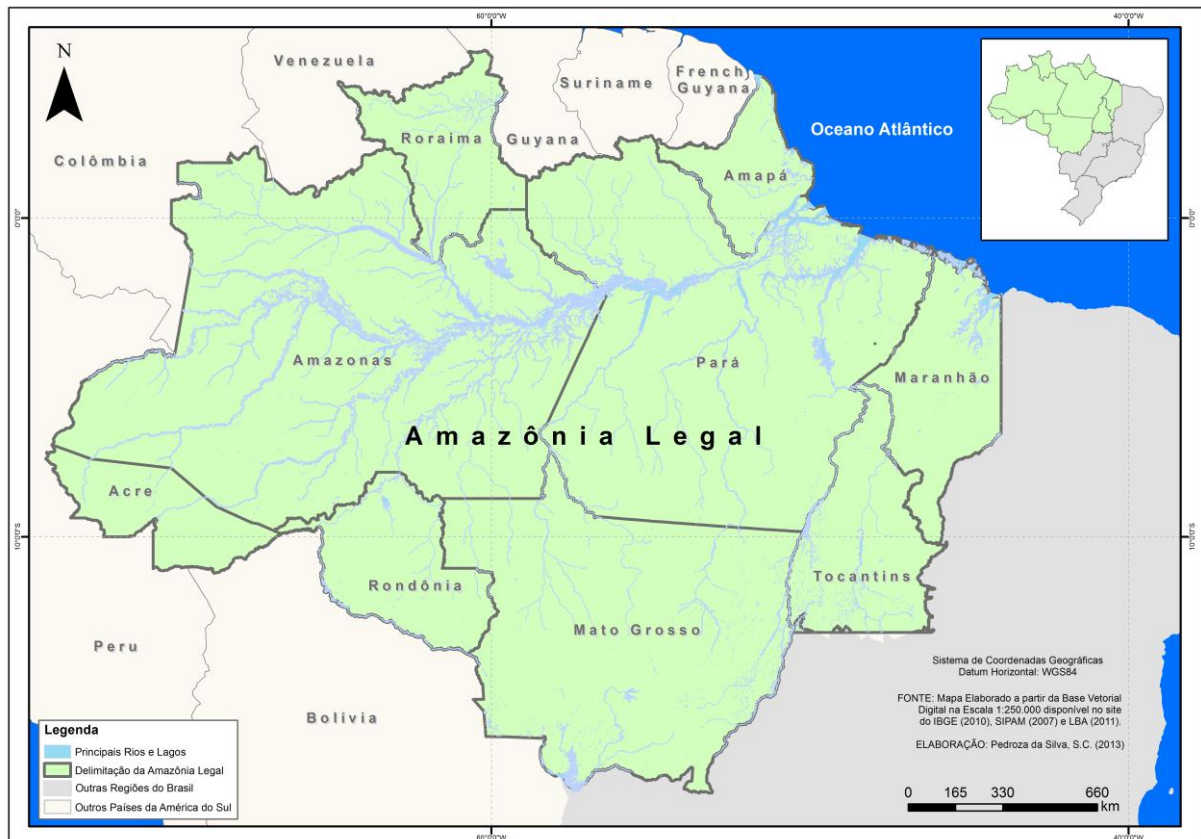 60°0'0"W
40°0'0"W
N
Venezuela
Suriname
French
Guyana
Oceano Atlântico
Roraima
Guyana
Colômbia
Amapá
0°0'0"
0°0'0"
Amazonas
Pará
Maranhão
Amazônia Legal
Acre
10°0'0"S
10°0'0"S
Rondônia
Tocantins
Mato Grosso
Peru
Bolivia
Sistema de Coordenadas Geográficas
Datum Horizontal: WGS84
FONTE: Mapa Elaborado a partir da Base Vetorial
Digital na Escala 1:250.000 disponível no site
do IBGE (2010), SIPAM (2007) e LBA (2011).
ELABORAÇÃO: Pedroza da Silva, S.C. (2013)
Legenda
Principais Rios e Lagos
Delimitação da Amazônia Legal
Outras Regiões do Brasil
Outros Países da América do Sul
0 165 330 660
km
60°0'0"W
40°0'0"W